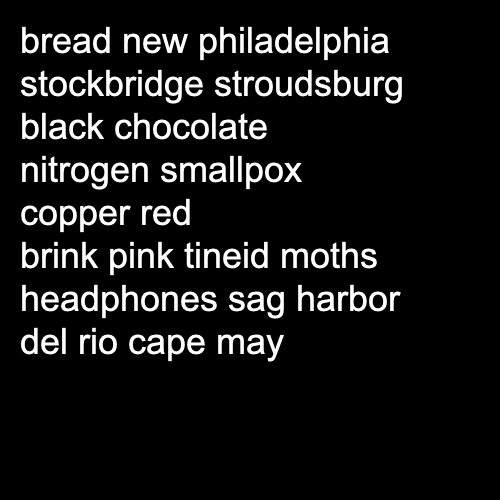 bread new philadelphia
stockbridge stroudsburg
black chocolate
nitrogen smallpox
copper red
brink pink tineid moths
headphones sag harbor
del rio cape may